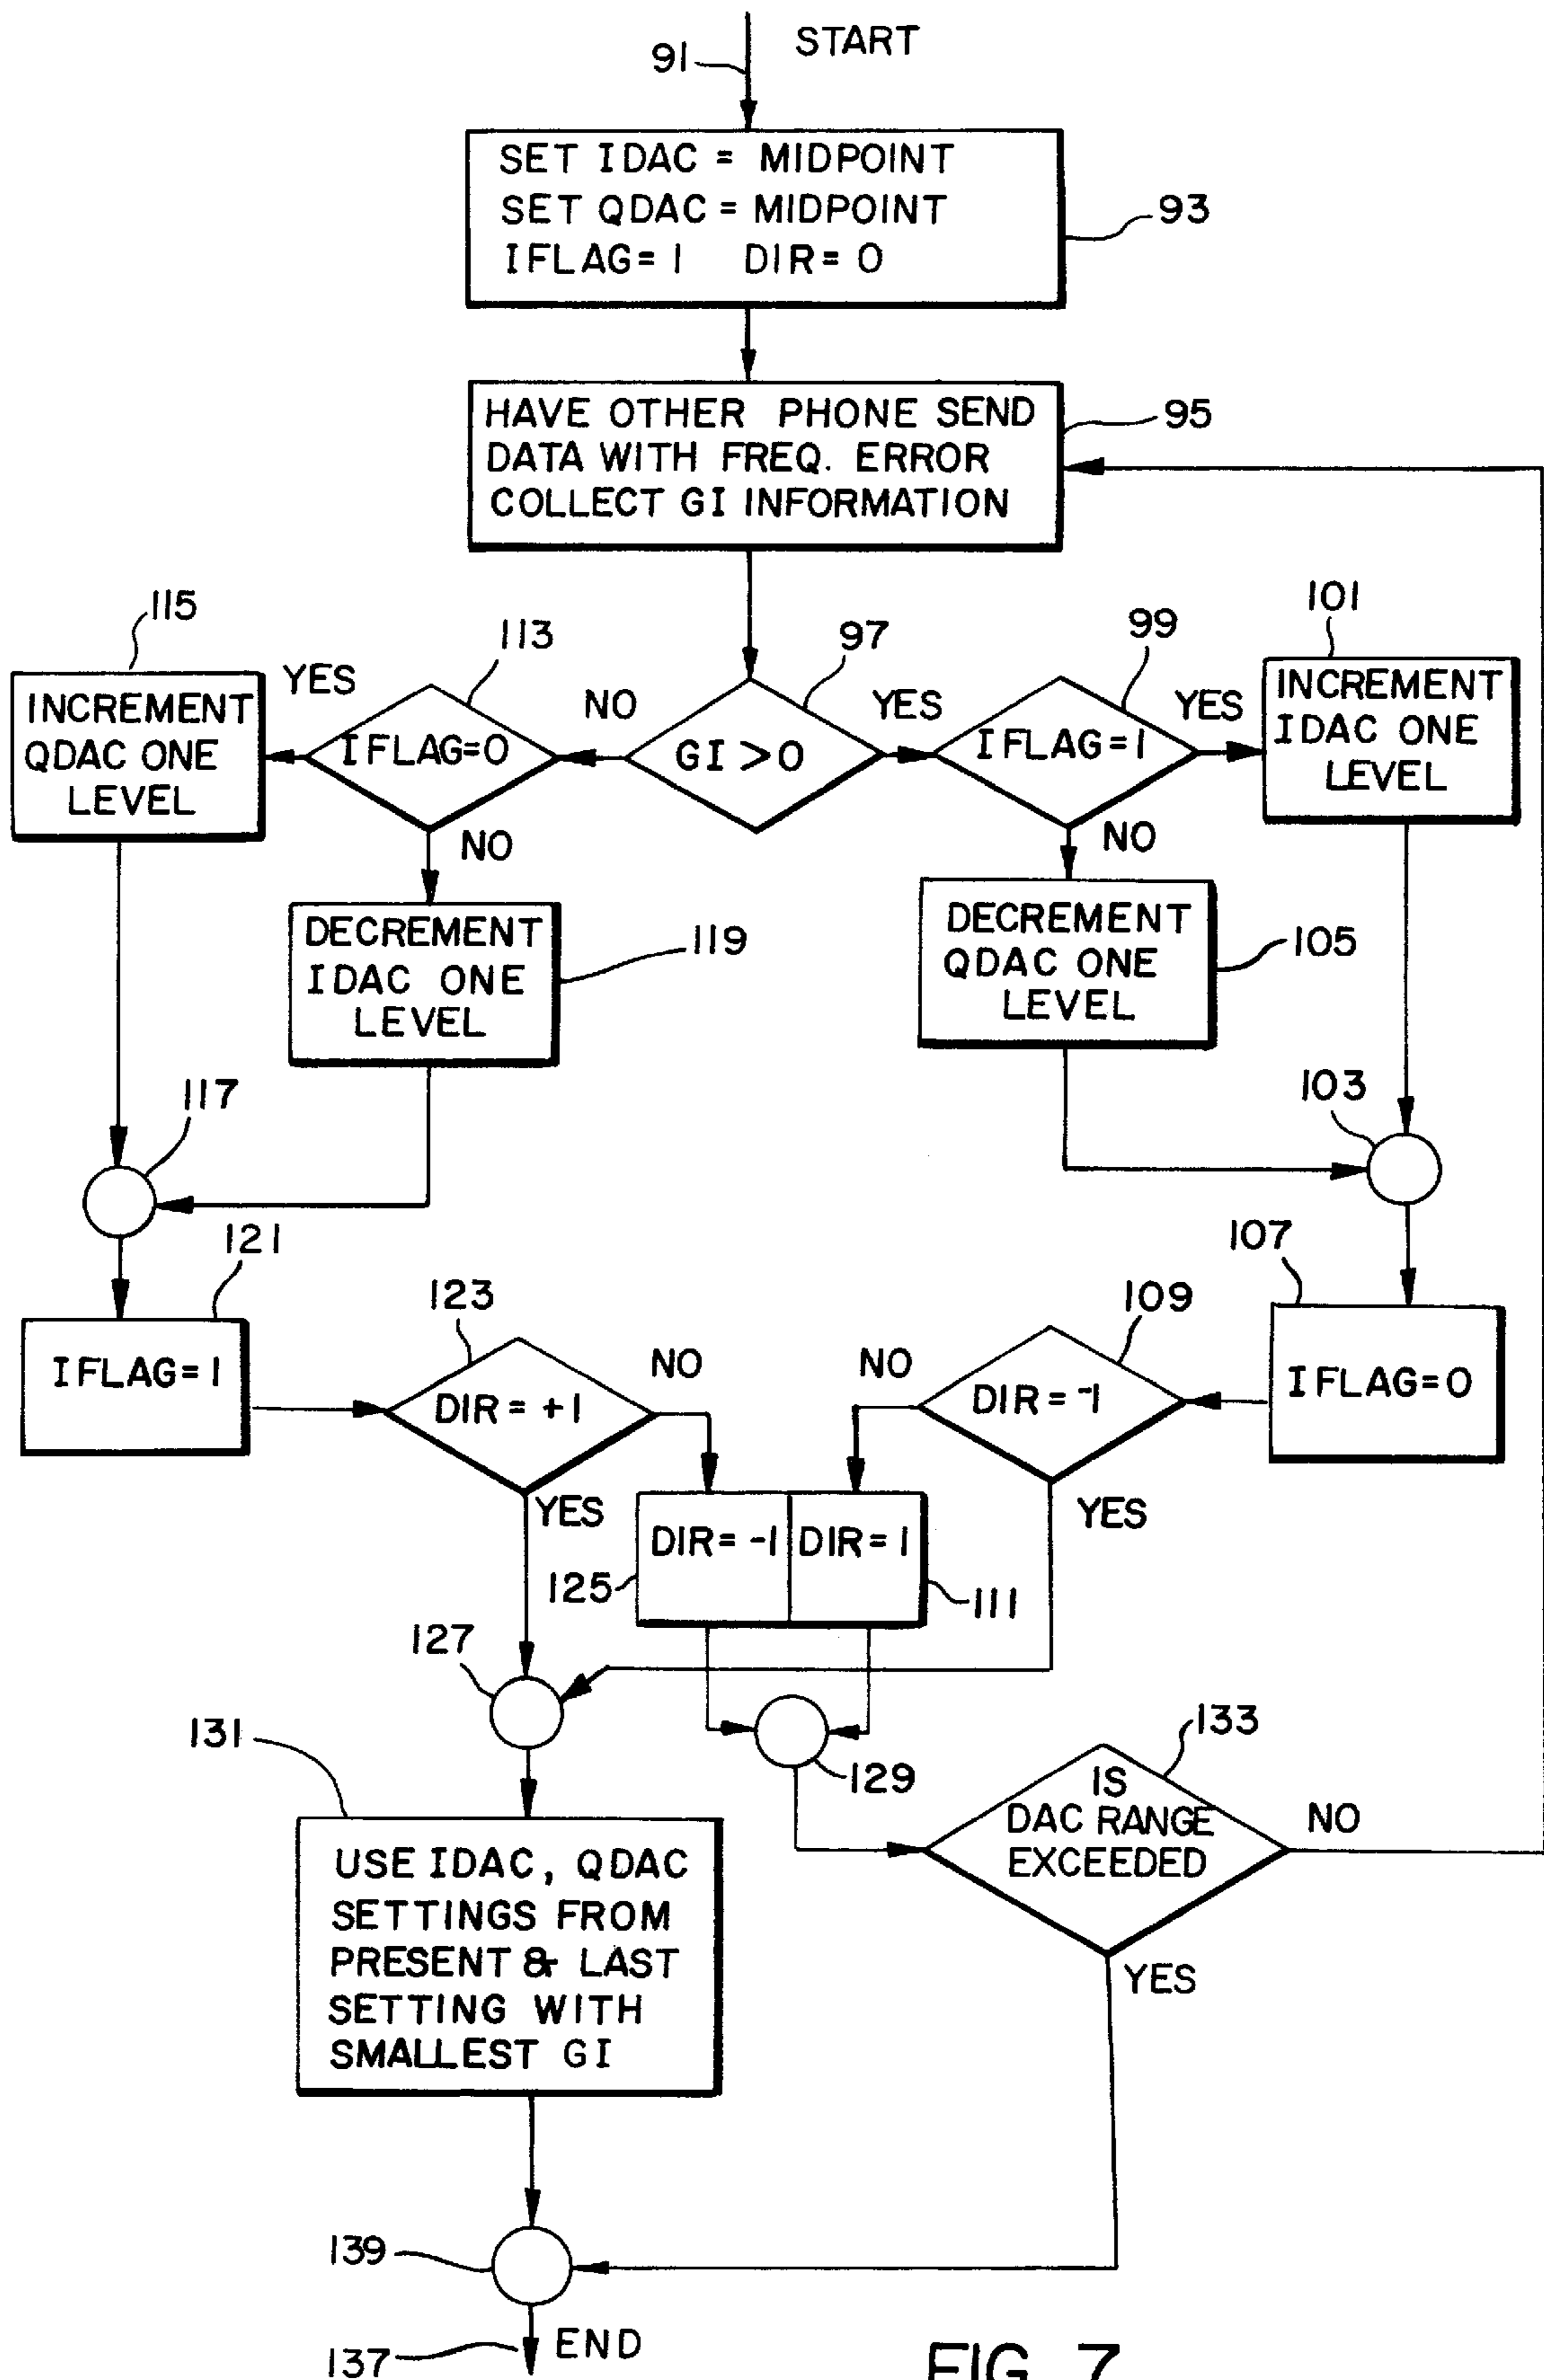 START
91
SET IDAC = MIDPOINT
SET QDAC = MIDPOINT
IFLAG = 1 DIR = 0
93
HAVE OTHER PHONE SEND
DATA WITH FREQ. ERROR
COLLECT GI INFORMATION
95
115
INCREMENT
QDAC ONE
LEVEL
YES
113
IFLAG=0
NO
97
GI > 0
YES
99
IFLAG=1
YES
101
INCREMENT
IDAC ONE
LEVEL
NO
DECREMENT
IDAC ONE
LEVEL
119
NO
DECREMENT
QDAC ONE
LEVEL
105
117
103
121
IFLAG=1
123
DIR = +1
NO
YES
109
DIR = -1
NO
YES
107
IFLAG=0
DIR = -1
DIR = 1
125
111
127
129
131
USE IDAC, QDAC
SETTINGS FROM
PRESENT & LAST
SETTING WITH
SMALLEST GI
133
IS
DAC RANGE
EXCEEDED
NO
YES
139
137
END
FIG. 7